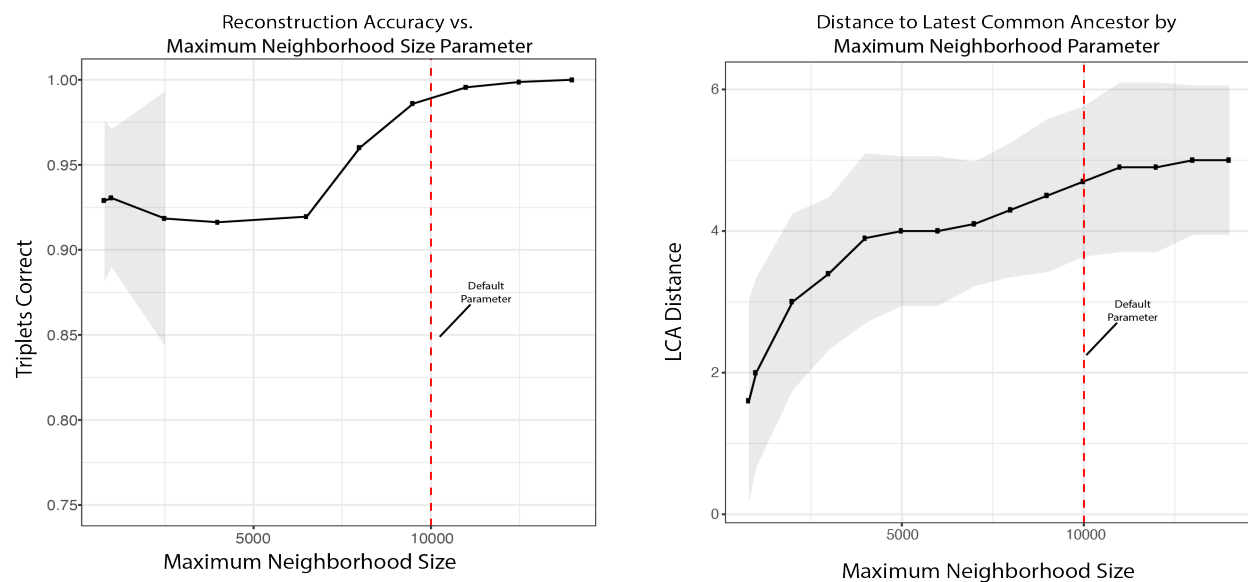 Reconstruction Accuracy vs.
Maximum Neighborhood Size Parameter
1.00
0.95
0.90
0.85
0.80
0.75
Triplets Correct
Default
Parameter
5000
10000
Maximum Neighborhood Size
Distance to Latest Common Ancestor by
Maximum Neighborhood Parameter
6
4
2
0
LCA Distance
Default
Parameter
5000
10000
Maximum Neighborhood Size